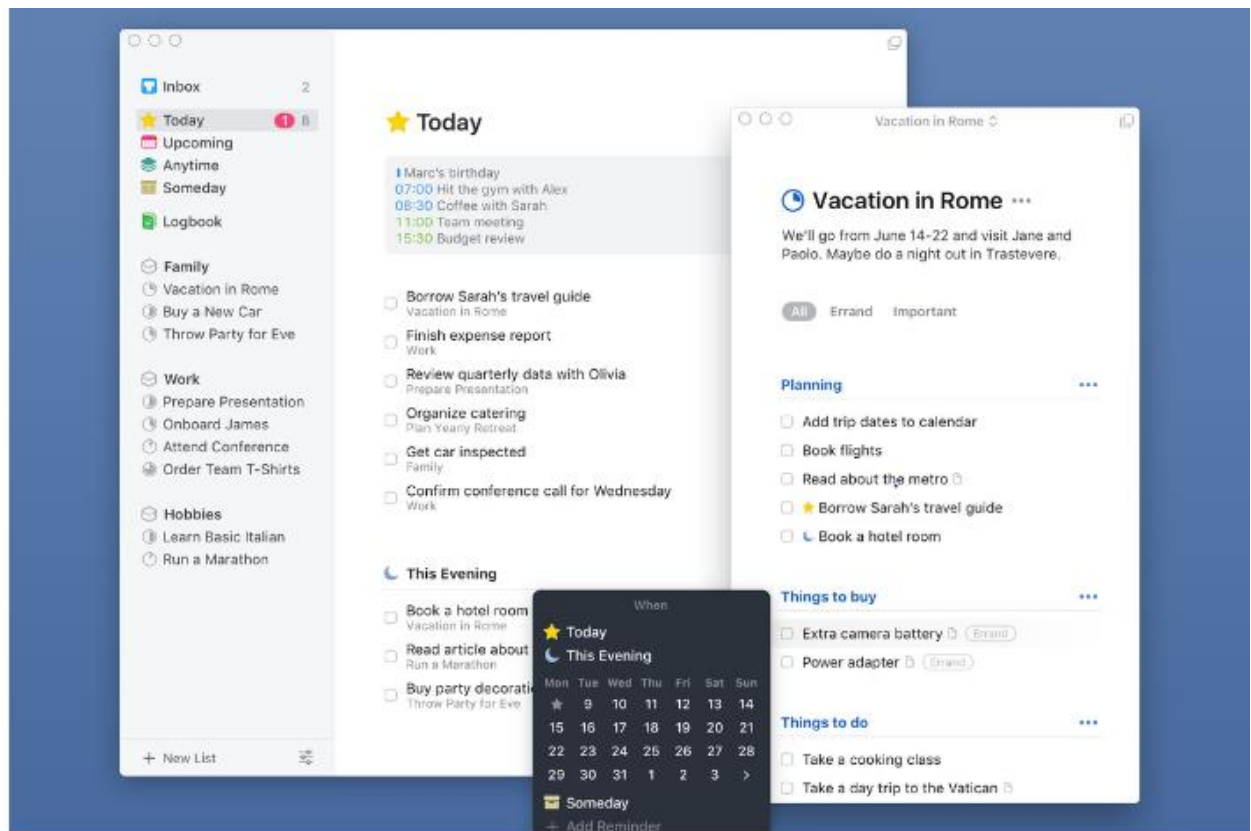 Inbox 2
Today 1 8
Upcoming
Anytime
Someday
Logbook
Family
Vacation in Rome
Buy a New Car
Throw Party for Eve
Work
Prepare Presentation
Onboard James
Attend Conference
Order Team T-Shirts
Hobbies
Learn Basic Italian
Run a Marathon
+ New List
Today
Marc's birthday
07:00 Hit the gym with Alex
08:30 Coffee with Sarah
11:00 Team meeting
15:30 Budget review
Borrow Sarah's travel guide
Vacation in Rome
Finish expense report
Work
Review quarterly data with Olivia
Prepare Presentation
Organize catering
Plan Yearly Retreat
Get car inspected
Family
Confirm conference call for Wednesday
Work
This Evening
Book a hotel room
Vacation in Rome
Read article about
Run a Marathon
Buy party decorati
Throw Party for Eve
When
Today
This Evening
Mon Tue Wed Thu Fri Sat Sun
9 10 11 12 13 14
15 16 17 18 19 20 21
22 23 24 25 26 27 28
29 30 31 1 2 3 >
Someday
+ Add Reminder
Vacation in Rome
Vacation in Rome
We'll go from June 14-22 and visit Jane and
Paolo. Maybe do a night out in Trastevere.
All Errand Important
Planning
Add trip dates to calendar
Book flights
Read about the metro
Borrow Sarah's travel guide
Book a hotel room
Things to buy
Extra camera battery Errand
Power adapter Errand
Things to do
Take a cooking class
Take a day trip to the Vatican